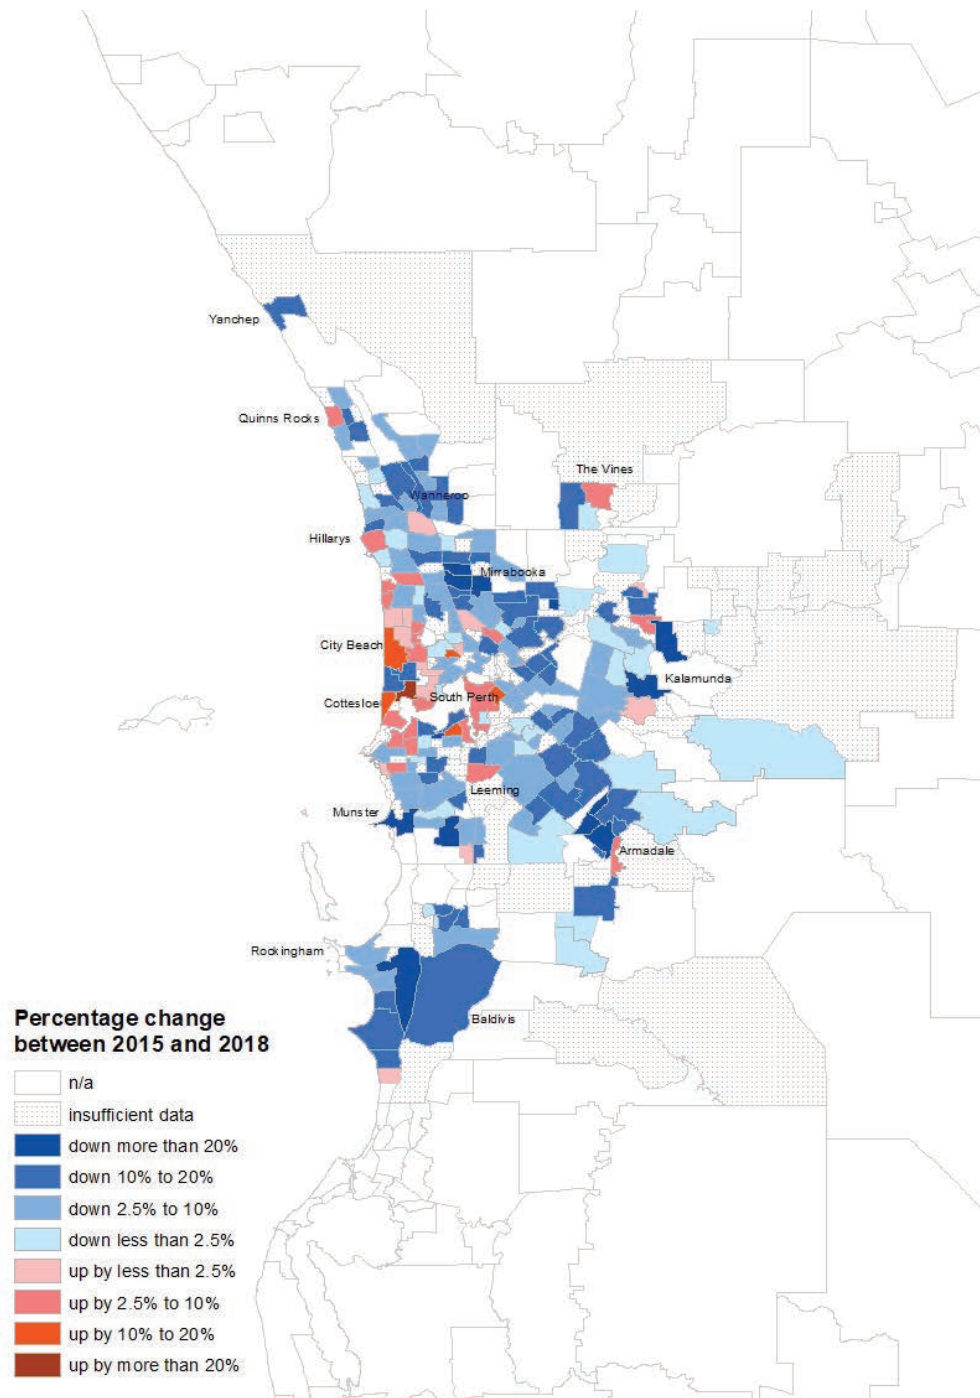 Yanchep
Quinns Rocks
The Vines
Wanneroo
Hillarys
Mirrabooka
City Beach
Kalamunda
South Perth
Cottesloe
Leeming
Munster
Armadale
Rockingham
Baldivis
Percentage change
between 2015 and 2018
n/a
insufficient data
down more than 20%
down 10% to 20%
down 2.5% to 10%
down less than 2.5%
up by less than 2.5%
up by 2.5% to 10%
up by 10% to 20%
up by more than 20%